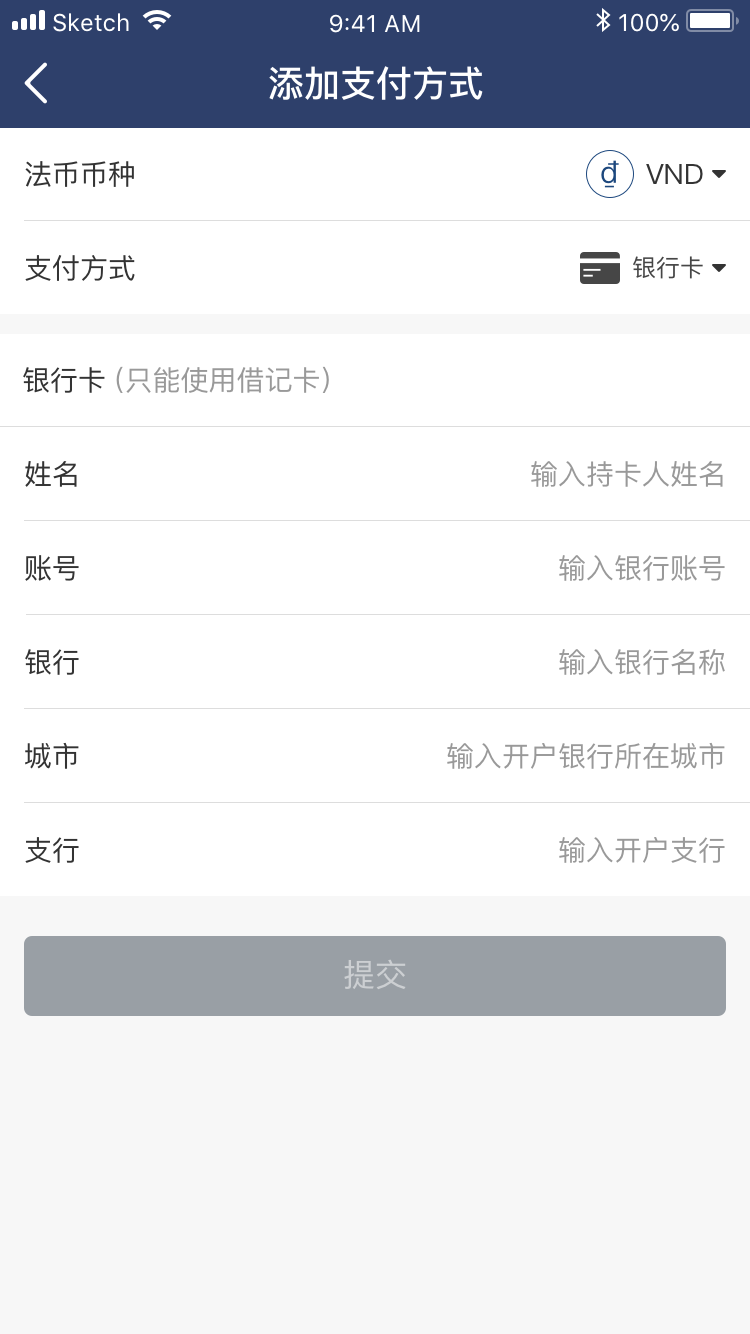 Sketch 9:41 AM 100%
添加支付方式
法币币种 ₫ VND
支付方式 银行卡
银行卡 (只能使用借记卡)
姓名 输入持卡人姓名
账号 输入银行账号
银行 输入银行名称
城市 输入开户银行所在城市
支行 输入开户支行
提交